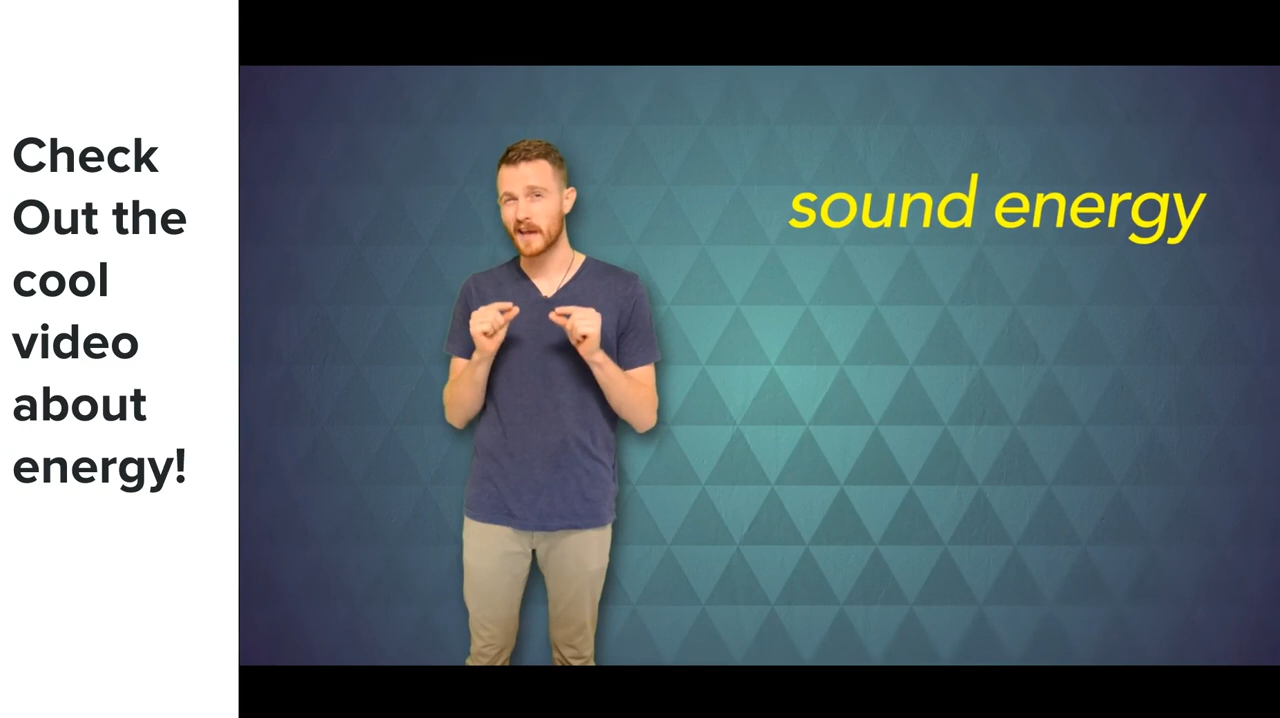 Check
Out the
cool
video
about
energy!
sound energy